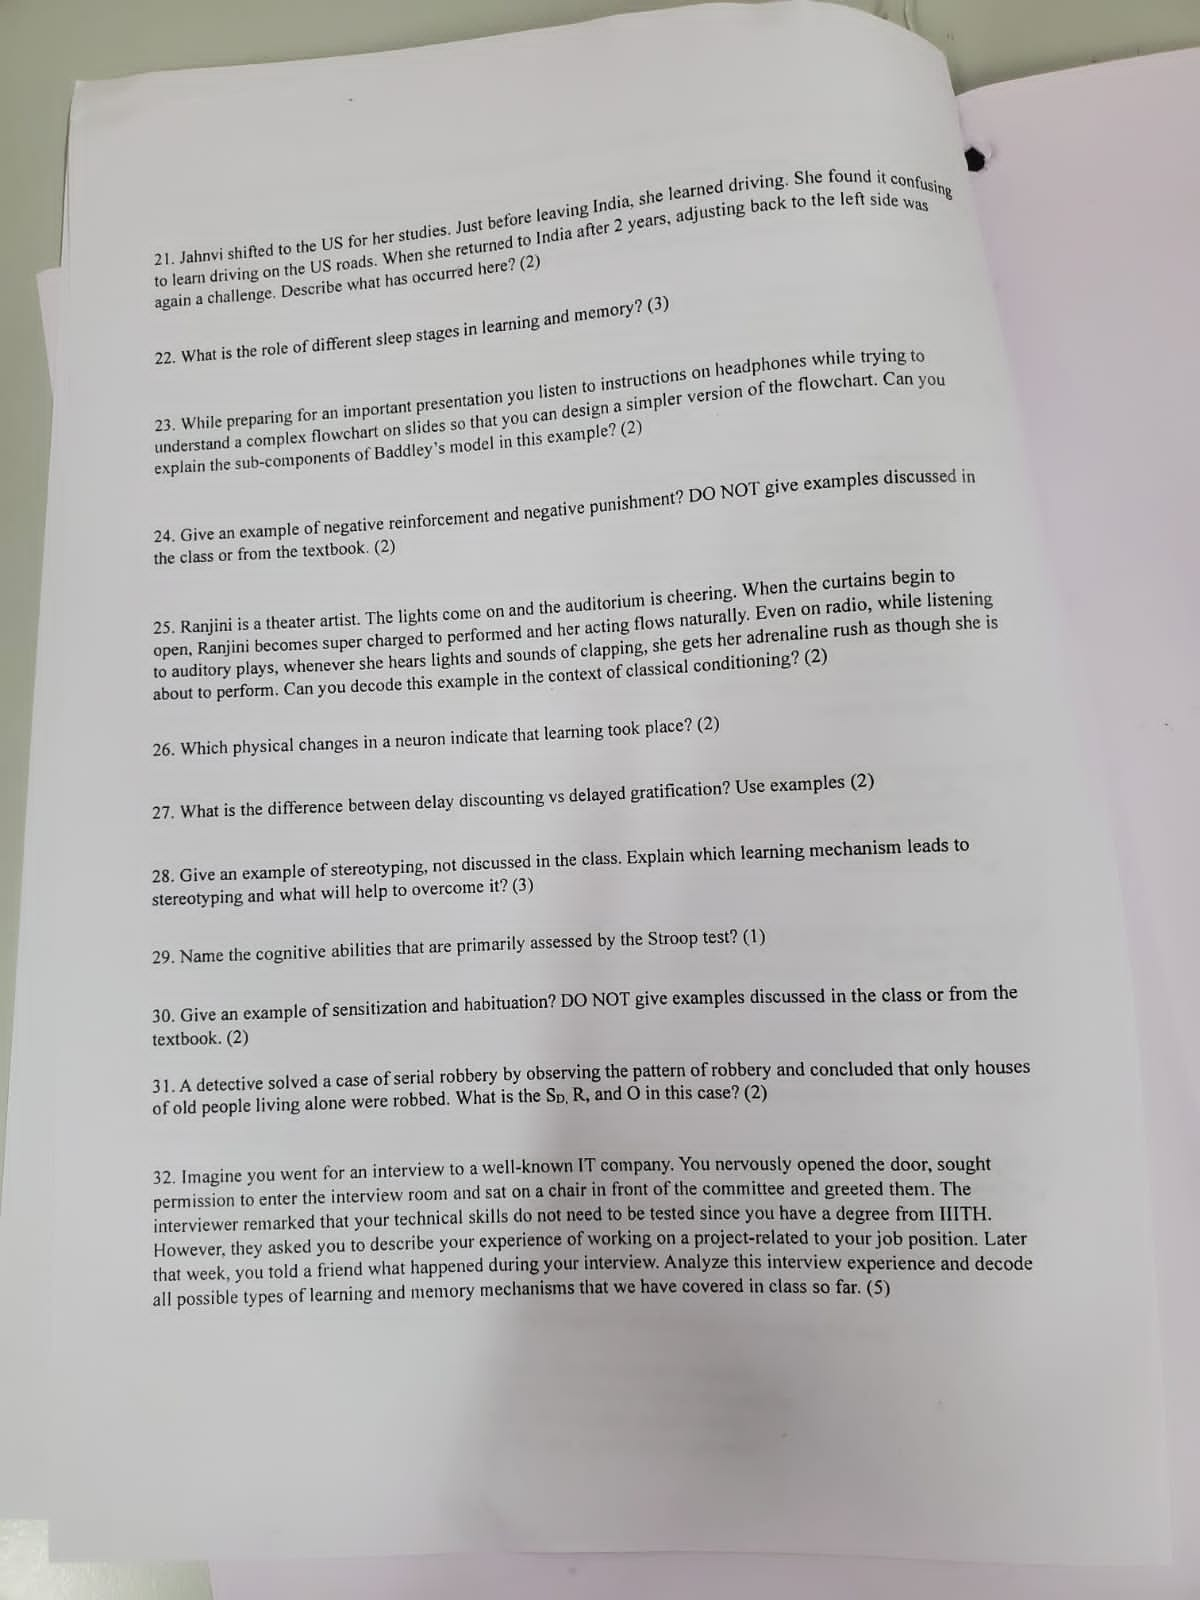 21. Jahnvi shifted to the US for her studies. Just before leaving India, she learned driving. She found it confusing
to learn driving on the US roads. When she returned to India after 2 years, adjusting back to the left side was
again a challenge. Describe what has occurred here? (2)
22. What is the role of different sleep stages in learning and memory? (3)
23. While preparing for an important presentation you listen to instructions on headphones while trying to
understand a complex flowchart on slides so that you can design a simpler version of the flowchart. Can you
explain the sub-components of Baddley's model in this example? (2)
24. Give an example of negative reinforcement and negative punishment? DO NOT give examples discussed in
the class or from the textbook. (2)
25. Ranjini is a theater artist. The lights come on and the auditorium is cheering. When the curtains begin to
open, Ranjini becomes super charged to performed and her acting flows naturally. Even on radio, while listening
to auditory plays, whenever she hears lights and sounds of clapping, she gets her adrenaline rush as though she is
about to perform. Can you decode this example in the context of classical conditioning? (2)
26. Which physical changes in a neuron indicate that learning took place? (2)
27. What is the difference between delay discounting vs delayed gratification? Use examples (2)
28. Give an example of stereotyping, not discussed in the class. Explain which learning mechanism leads to
stereotyping and what will help to overcome it? (3)
29. Name the cognitive abilities that are primarily assessed by the Stroop test? (1)
30. Give an example of sensitization and habituation? DO NOT give examples discussed in the class or from the
textbook. (2)
31. A detective solved a case of serial robbery by observing the pattern of robbery and concluded that only houses
of old people living alone were robbed. What is the SD, R, and O in this case? (2)
32. Imagine you went for an interview to a well-known IT company. You nervously opened the door, sought
permission to enter the interview room and sat on a chair in front of the committee and greeted them. The
interviewer remarked that your technical skills do not need to be tested since you have a degree from IIITH.
However, they asked you to describe your experience of working on a project-related to your job position. Later
that week, you told a friend what happened during your interview. Analyze this interview experience and decode
all possible types of learning and memory mechanisms that we have covered in class so far. (5)